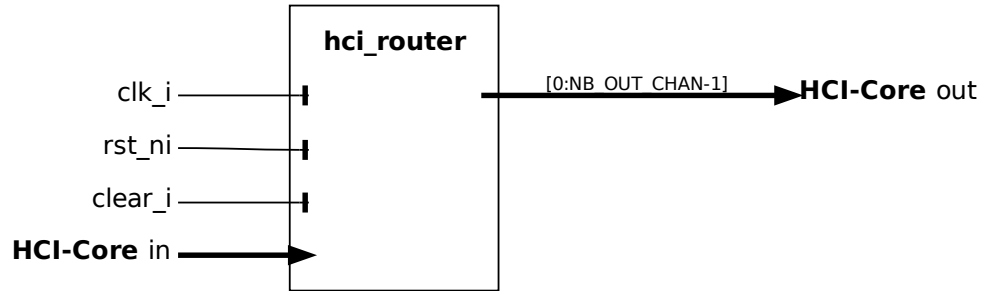 hci_router
clk_i
[0:NB_OUT_CHAN-1]
HCI-Core out
rst_ni
clear_i
HCI-Core in